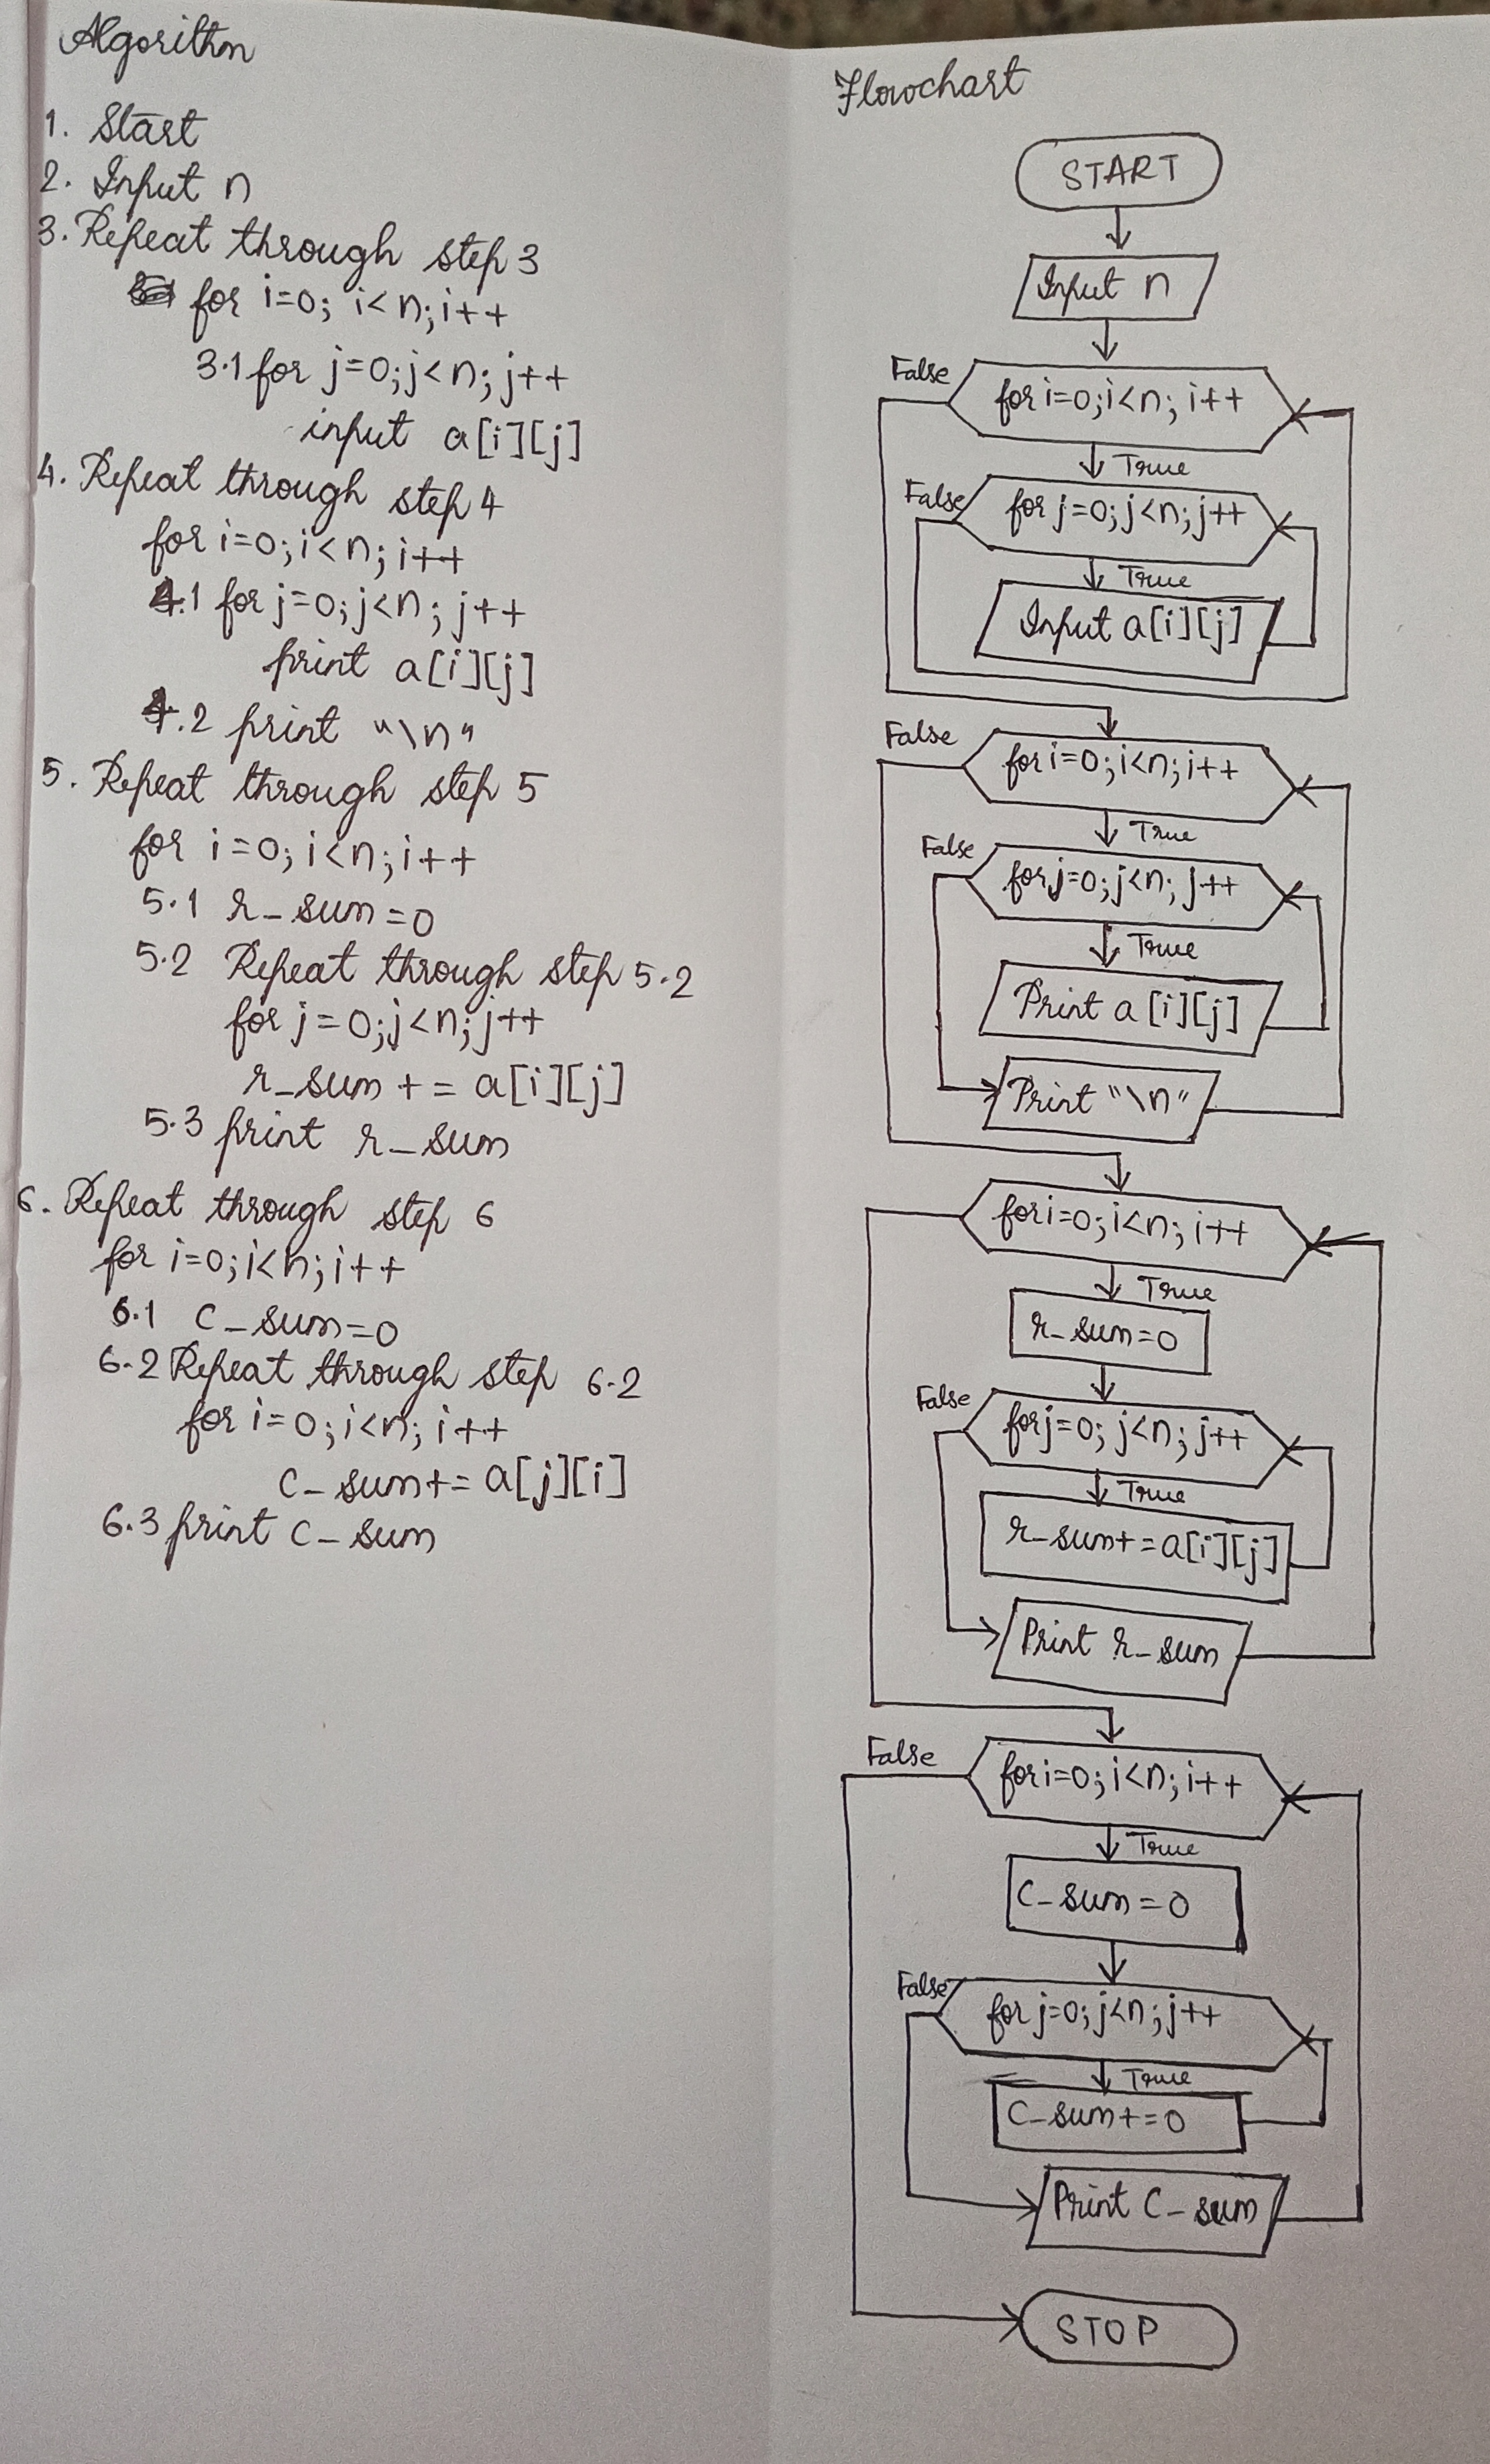 Algorithm
1. Start
2. Input n
3. Repeat through step 3
for i=0; i<n; i++
3.1 for j=0; j<n; j++
input a[i][j]
4. Repeat through step 4
for i=0; i<n; i++
4.1 for j=0; j<n; j++
print a[i][j]
4.2 print "\n"
5. Repeat through step 5
for i=0; i<n; i++
5.1 r_sum=0
5.2 Repeat through step 5.2
for j=0; j<n; j++
r_sum += a[i][j]
5.3 print r_sum
6. Repeat through step 6
for i=0; i<n; i++
6.1 c_sum=0
6.2 Repeat through step 6.2
for i=0; i<n; i++
c_sum+= a[j][i]
6.3 print c_sum
Flowchart
START
Input n
False
for i=0; i<n; i++
True
False
for j=0; j<n; j++
True
Input a[i][j]
False
for i=0; i<n; i++
True
False
for j=0; j<n; j++
True
Print a[i][j]
Print "\n"
for i=0; i<n; i++
True
r_sum=0
False
for j=0; j<n; j++
True
r_sum+=a[i][j]
Print r_sum
False
for i=0; i<n; i++
True
c_sum=0
False
for j=0; j<n; j++
True
c_sum+=0
Print c_sum
STOP